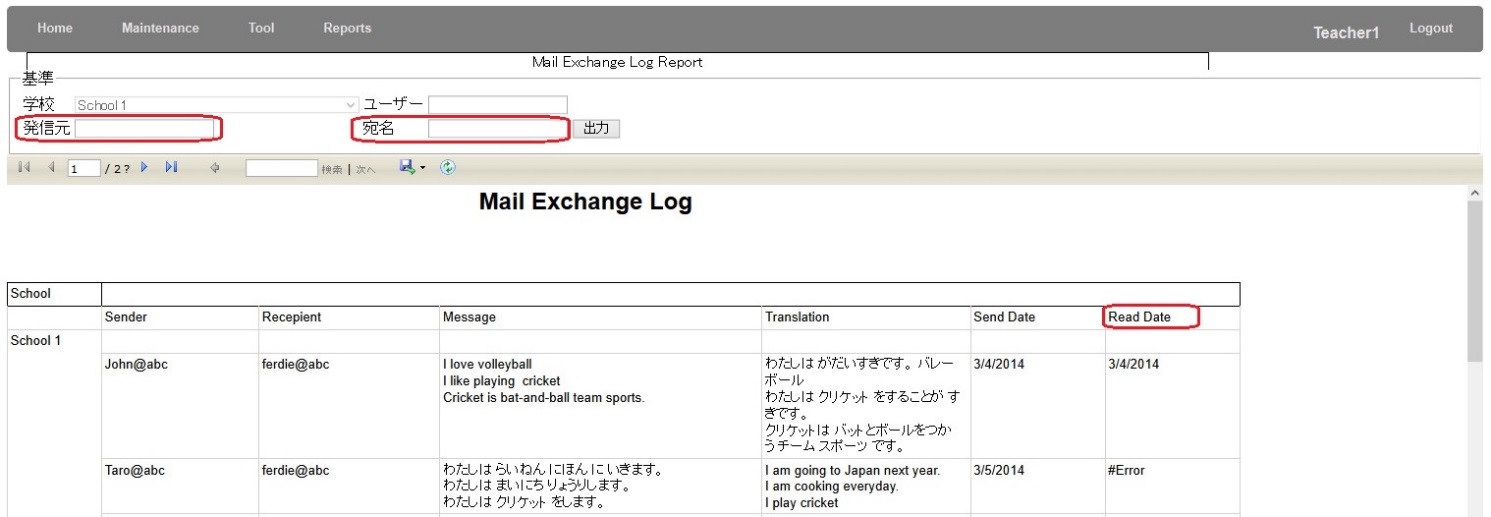 Home Maintenance Tool Reports Teacher1 Logout
Mail Exchange Log Report
基準
学校 School 1 ユーザー
発信元 宛名 出力
1 / 2 ? 検索 | 次へ
Mail Exchange Log
School
Sender Recepient Message Translation Send Date Read Date
School 1
John@abc ferdie@abc I love volleyball わたしは がだいすきです。 バレー 3/4/2014 3/4/2014
I like playing cricket ボール
Cricket is bat-and-ball team sports. わたしは クリケット をすることが す
きです。
クリケットは バットとボールをつか
うチーム スポーツ です。
Taro@abc ferdie@abc わたしは らいねん にほん に いきます。 I am going to Japan next year. 3/5/2014 #Error
わたしは まいにち りょうりします。 I am cooking everyday.
わたしは クリケット をします。 I play cricket